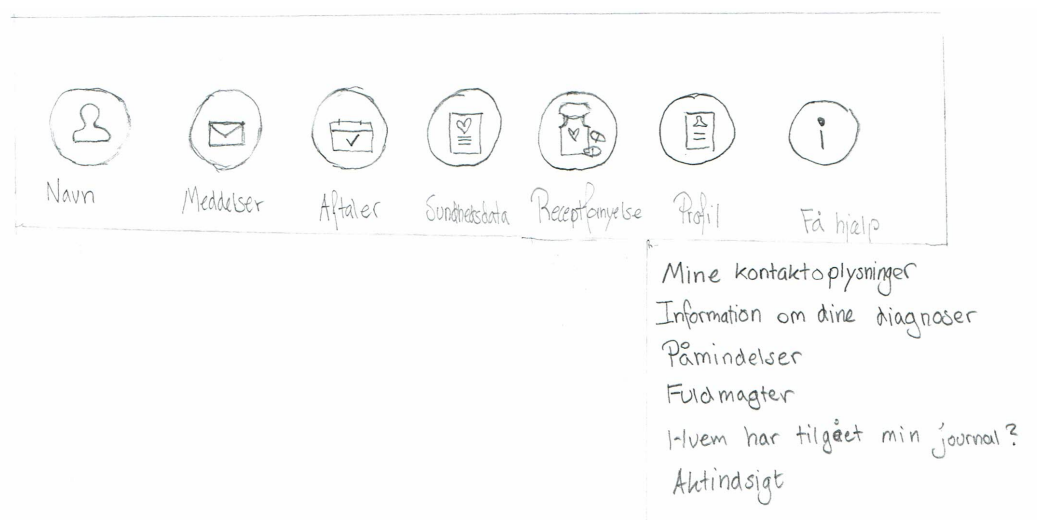 Navn
Meddelser
Aftaler
Sundhedsdata
Receptfornyelse
Profil
Få hjælp
Mine kontaktoplysninger
Information om dine diagnoser
Påmindelser
Fuldmagter
Hvem har tilgået min journal?
Aktindsigt